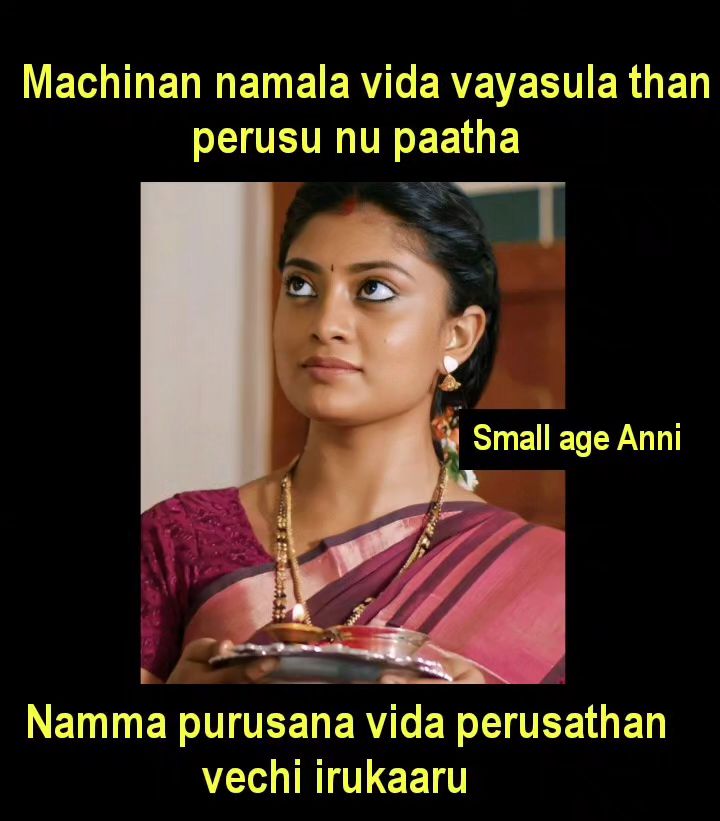 Machinan namala vida vayasula than
perusu nu paatha
Small age Anni
Namma purusana vida perusathan
vechi irukaaru